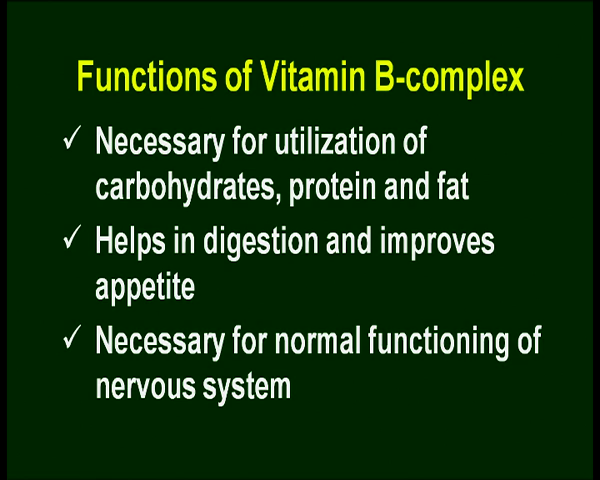 Functions of Vitamin B-complex
✓ Necessary for utilization of
carbohydrates, protein and fat
✓ Helps in digestion and improves
appetite
✓ Necessary for normal functioning of
nervous system